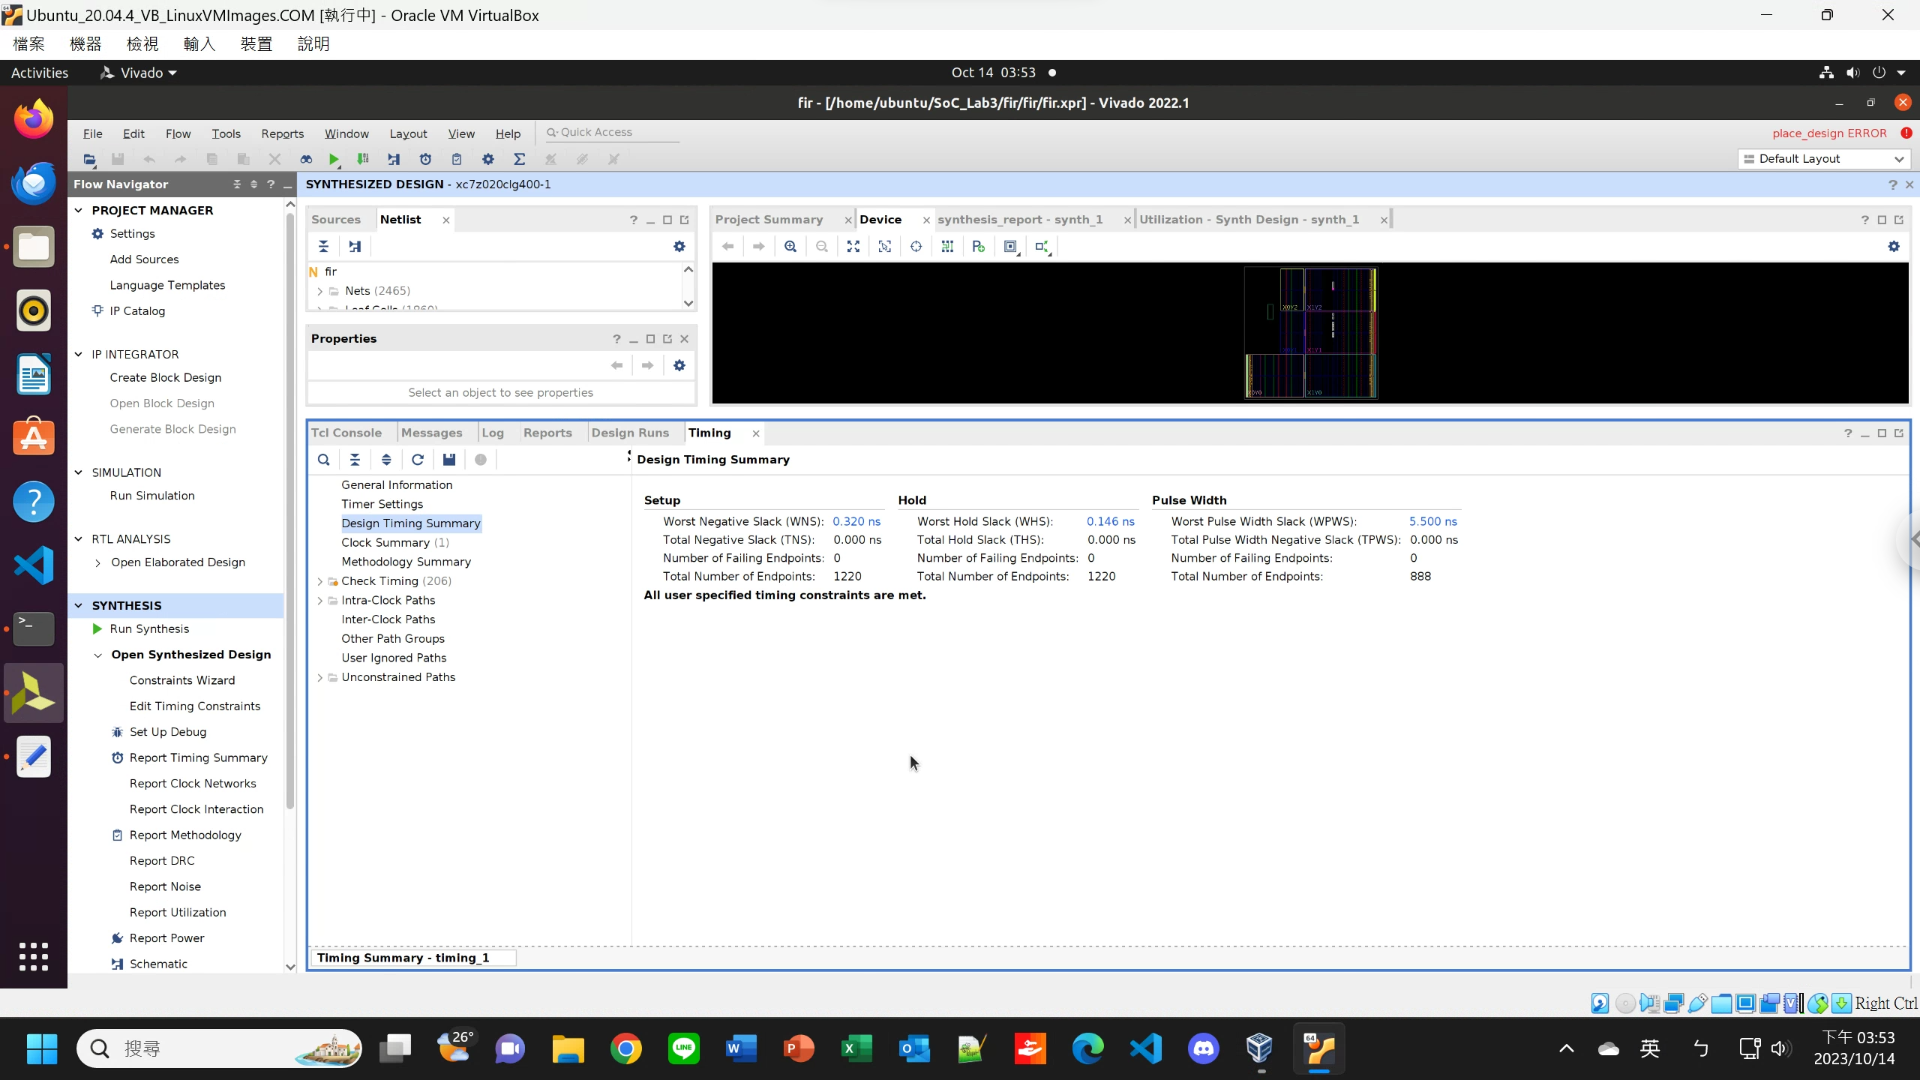 Ubuntu_20.04.4_VB_LinuxVMImages.COM [執行中] - Oracle VM VirtualBox
檔案 機器 檢視 輸入 裝置 說明
Activities Vivado Oct 14 03:53
fir - [/home/ubuntu/SoC_Lab3/fir/fir/fir.xpr] - Vivado 2022.1
File Edit Flow Tools Reports Window Layout View Help Quick Access place_design ERROR
Default Layout
Flow Navigator
SYNTHESIZED DESIGN - xc7z020clg400-1
PROJECT MANAGER
Settings
Add Sources
Language Templates
IP Catalog
IP INTEGRATOR
Create Block Design
Open Block Design
Generate Block Design
SIMULATION
Run Simulation
RTL ANALYSIS
Open Elaborated Design
SYNTHESIS
Run Synthesis
Open Synthesized Design
Constraints Wizard
Edit Timing Constraints
Set Up Debug
Report Timing Summary
Report Clock Networks
Report Clock Interaction
Report Methodology
Report DRC
Report Noise
Report Utilization
Report Power
Schematic
Sources Netlist
N fir
Nets (2465)
Leaf Cells (1860)
Properties
Select an object to see properties
Project Summary Device synthesis_report - synth_1 Utilization - Synth Design - synth_1
Tcl Console Messages Log Reports Design Runs Timing
General Information
Timer Settings
Design Timing Summary
Clock Summary (1)
Methodology Summary
Check Timing (206)
Intra-Clock Paths
Inter-Clock Paths
Other Path Groups
User Ignored Paths
Unconstrained Paths
Design Timing Summary
Setup Hold Pulse Width
Worst Negative Slack (WNS): 0.320 ns Worst Hold Slack (WHS): 0.146 ns Worst Pulse Width Slack (WPWS): 5.500 ns
Total Negative Slack (TNS): 0.000 ns Total Hold Slack (THS): 0.000 ns Total Pulse Width Negative Slack (TPWS): 0.000 ns
Number of Failing Endpoints: 0 Number of Failing Endpoints: 0 Number of Failing Endpoints: 0
Total Number of Endpoints: 1220 Total Number of Endpoints: 1220 Total Number of Endpoints: 888
All user specified timing constraints are met.
Timing Summary - timing_1
Right Ctrl
搜尋 26° 英 ㄅ 下午 03:53
2023/10/14